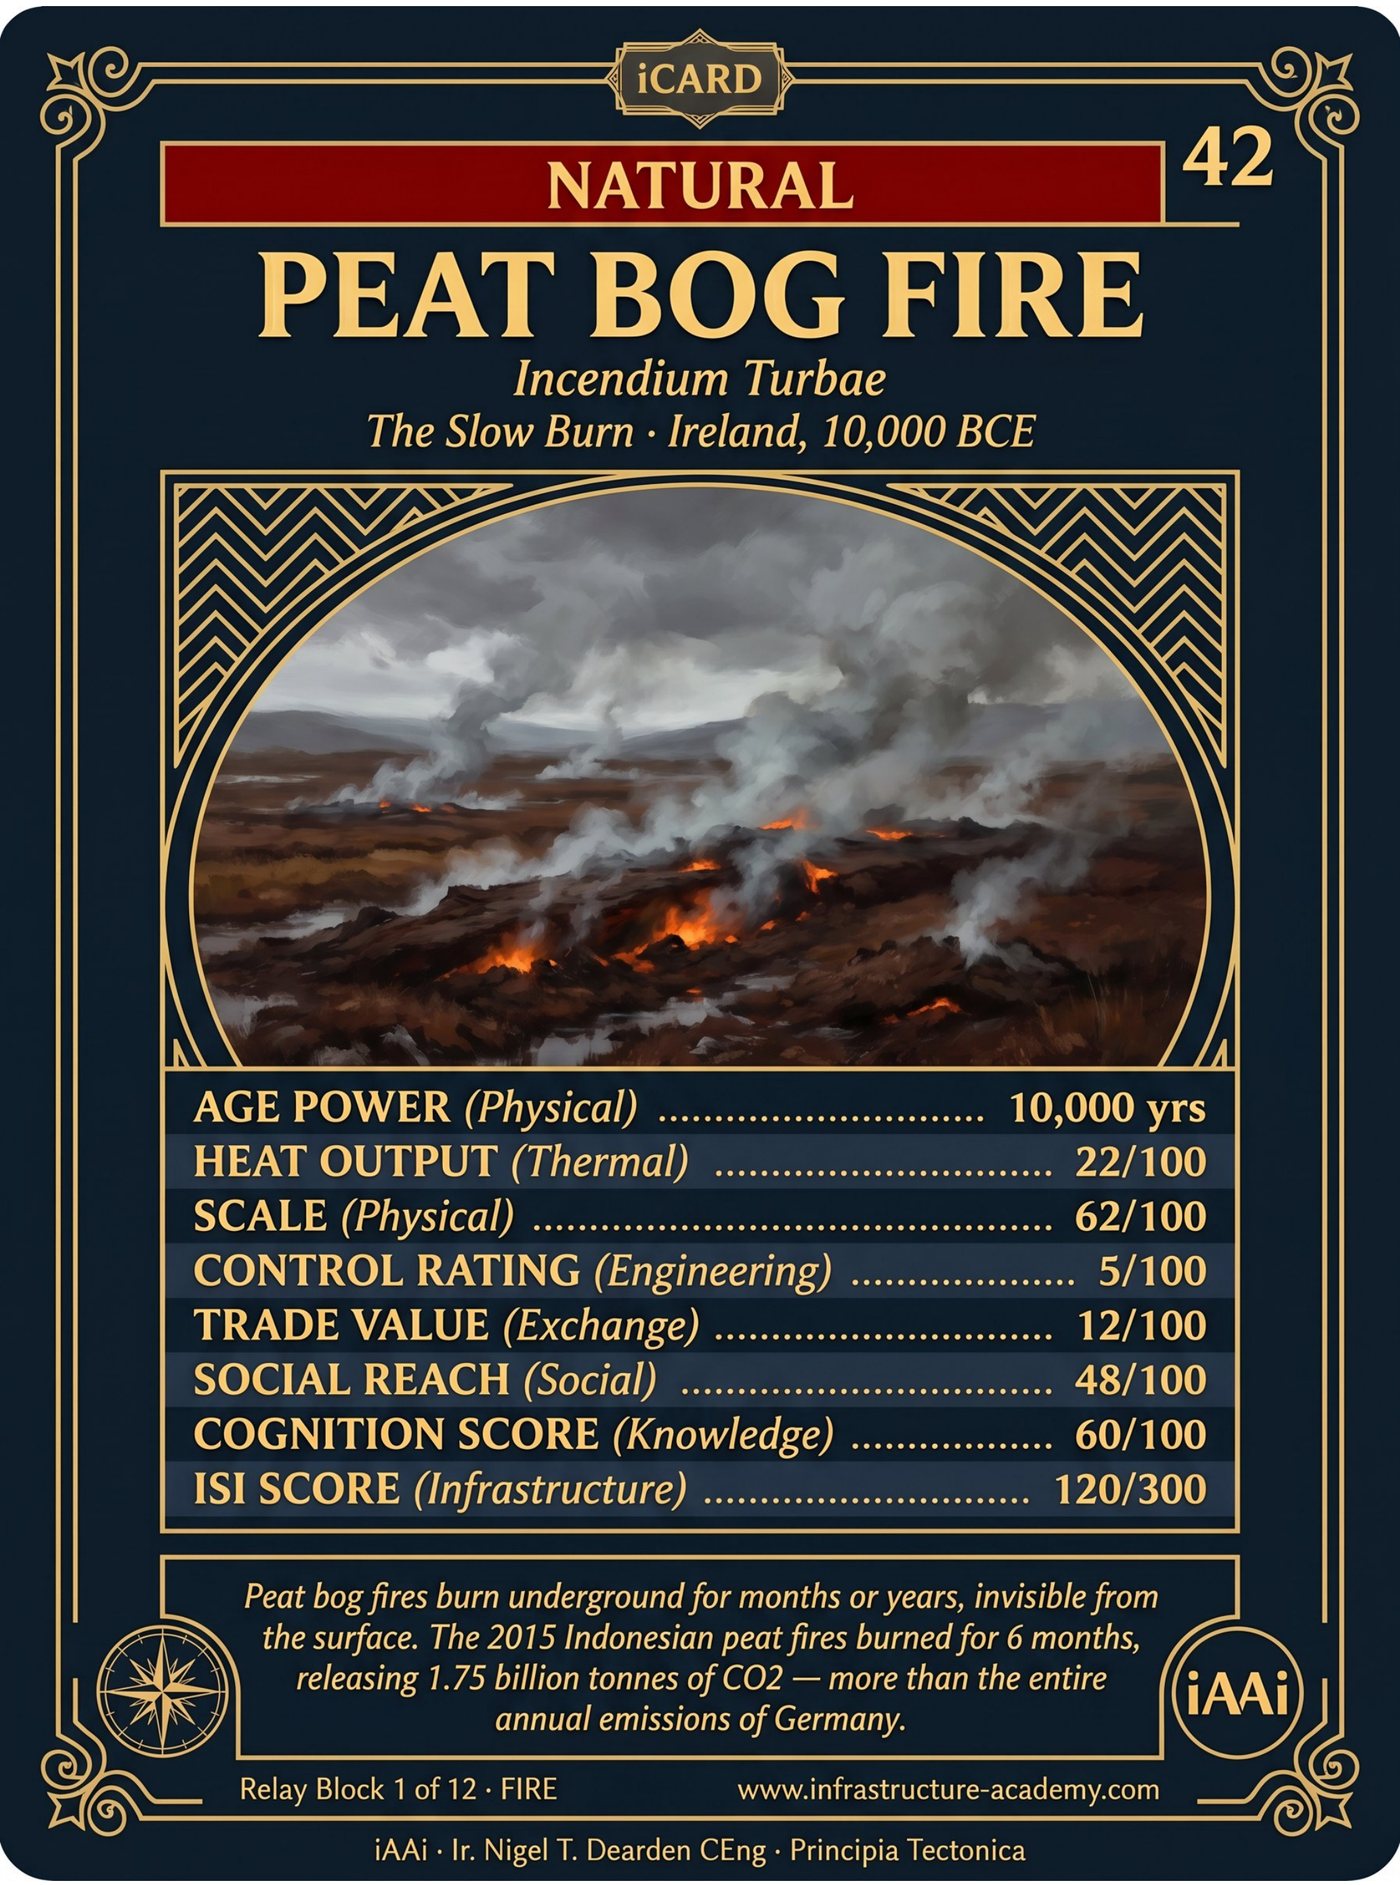 iCARD
NATURAL
42
PEAT BOG FIRE
Incendium Turbae
The Slow Burn · Ireland, 10,000 BCE
AGE POWER (Physical) ............................. 10,000 yrs
HEAT OUTPUT (Thermal) .............................. 22/100
SCALE (Physical) .............................................. 62/100
CONTROL RATING (Engineering) .................... 5/100
TRADE VALUE (Exchange) .............................. 12/100
SOCIAL REACH (Social) ................................. 48/100
COGNITION SCORE (Knowledge) .................. 60/100
ISI SCORE (Infrastructure) ............................. 120/300
Peat bog fires burn underground for months or years, invisible from
the surface. The 2015 Indonesian peat fires burned for 6 months,
releasing 1.75 billion tonnes of CO2 — more than the entire
annual emissions of Germany.
iAAi
Relay Block 1 of 12 · FIRE
www.infrastructure-academy.com
iAAi · Ir. Nigel T. Dearden CEng · Principia Tectonica